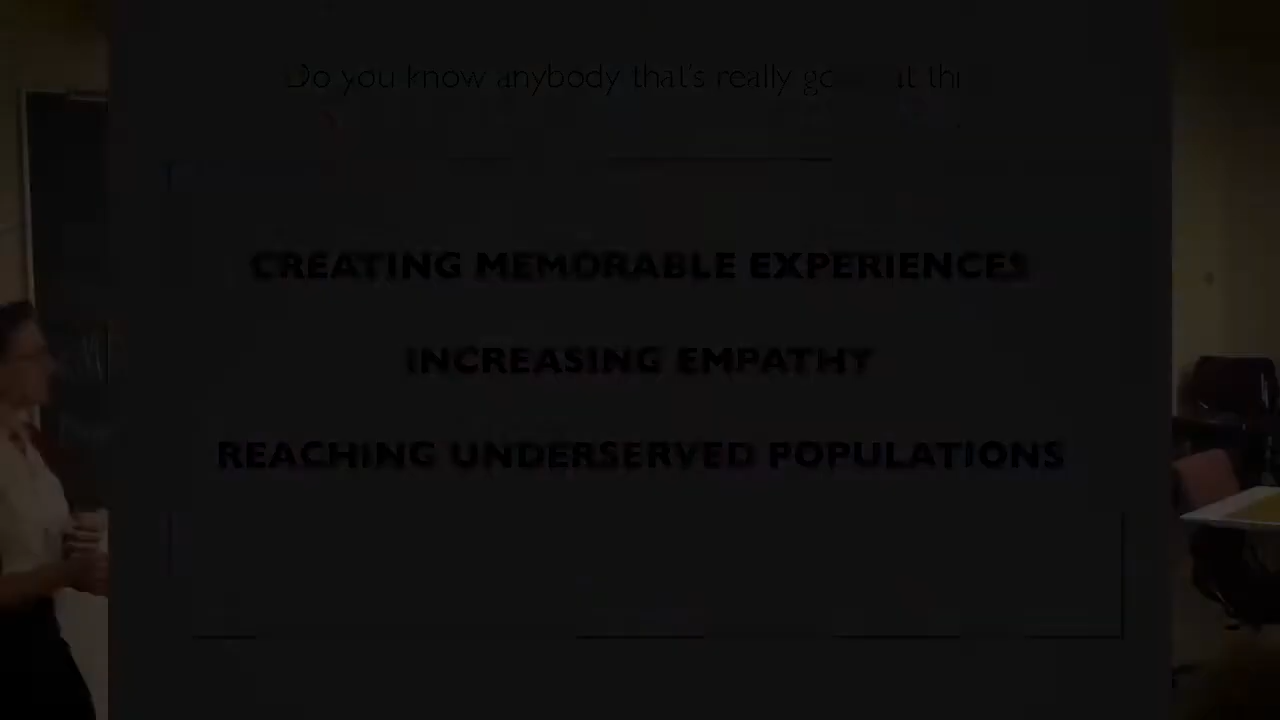 Do you know anybody that's really
CREATING MEMORABLE EXPERIENCES
INCREASING EMPATHY
REACHING UNDERSERVED POPULATIONS